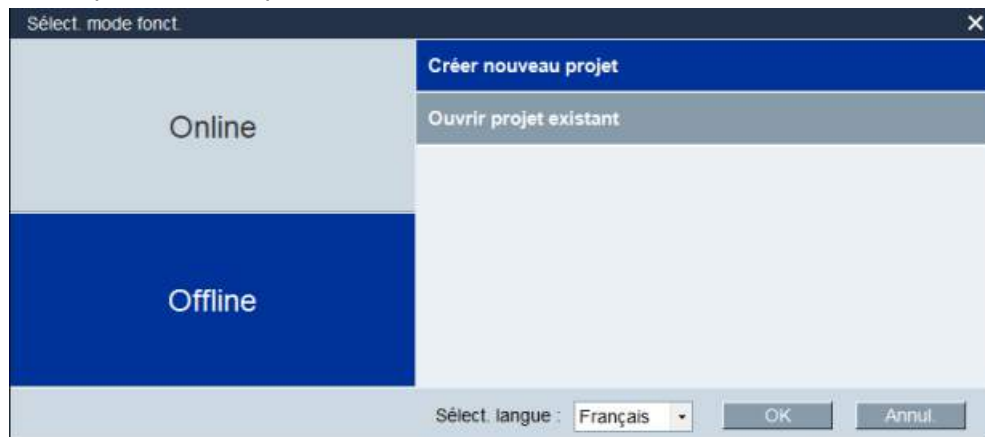 Sélect. mode fonct.
Online
Offline
Créer nouveau projet
Ouvrir projet existant
Sélect. langue : Français
OK
Annul.